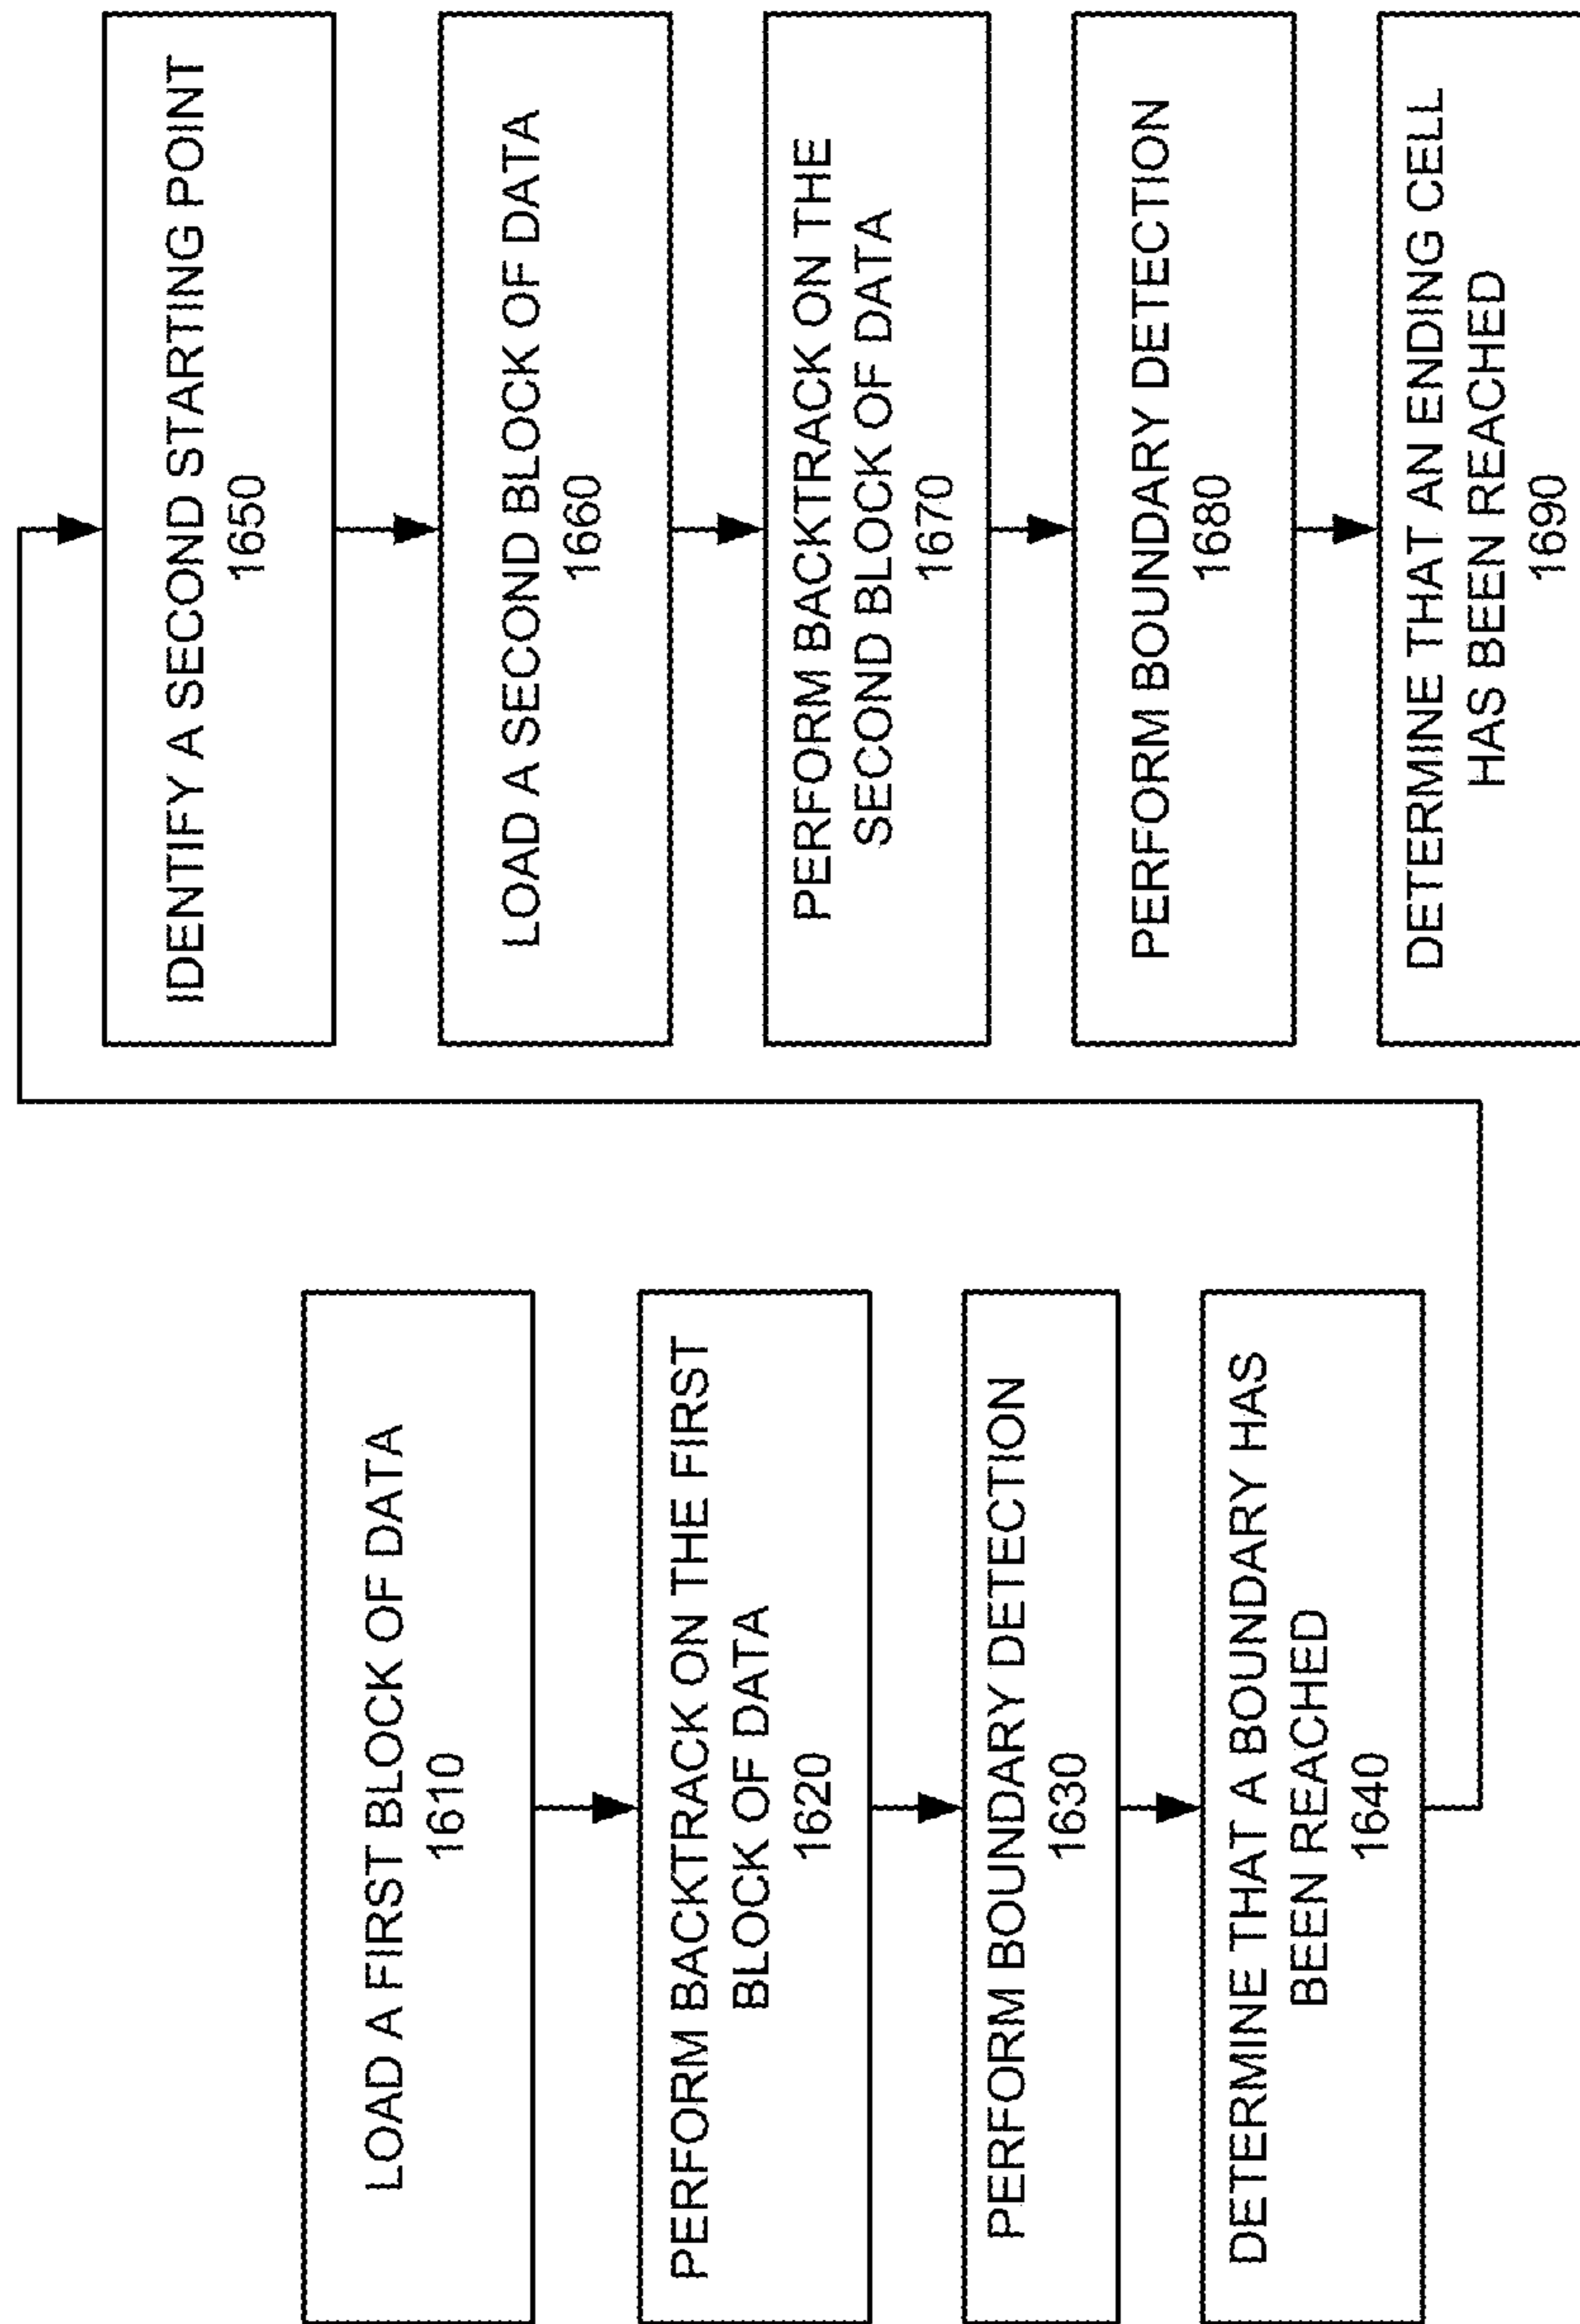 LOAD A FIRST BLOCK OF DATA
1610
PERFORM BACKTRACK ON THE FIRST
BLOCK OF DATA
1620
PERFORM BOUNDARY DETECTION
1630
DETERMINE THAT A BOUNDARY HAS
BEEN REACHED
1640
IDENTIFY A SECOND STARTING POINT
1650
LOAD A SECOND BLOCK OF DATA
1660
PERFORM BACKTRACK ON THE
SECOND BLOCK OF DATA
1670
PERFORM BOUNDARY DETECTION
1680
DETERMINE THAT AN ENDING CELL
HAS BEEN REACHED
1690